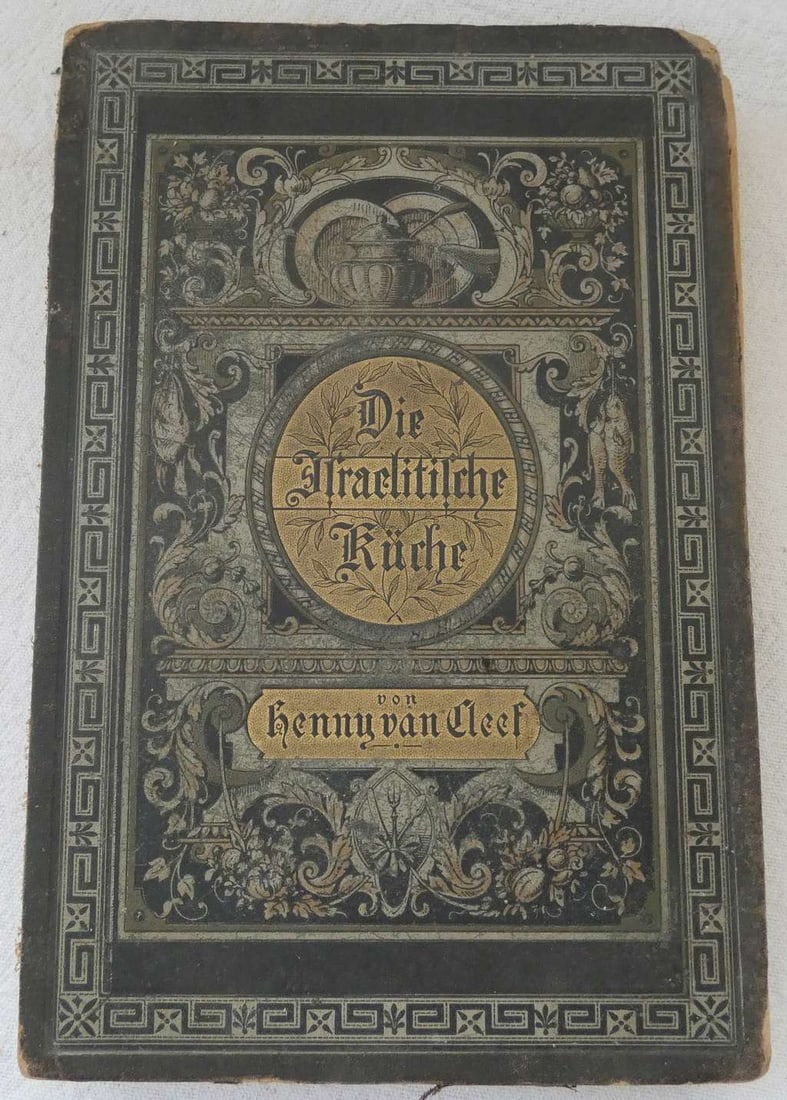 Die
Israelitische
Küche
von
Henny van Cleef